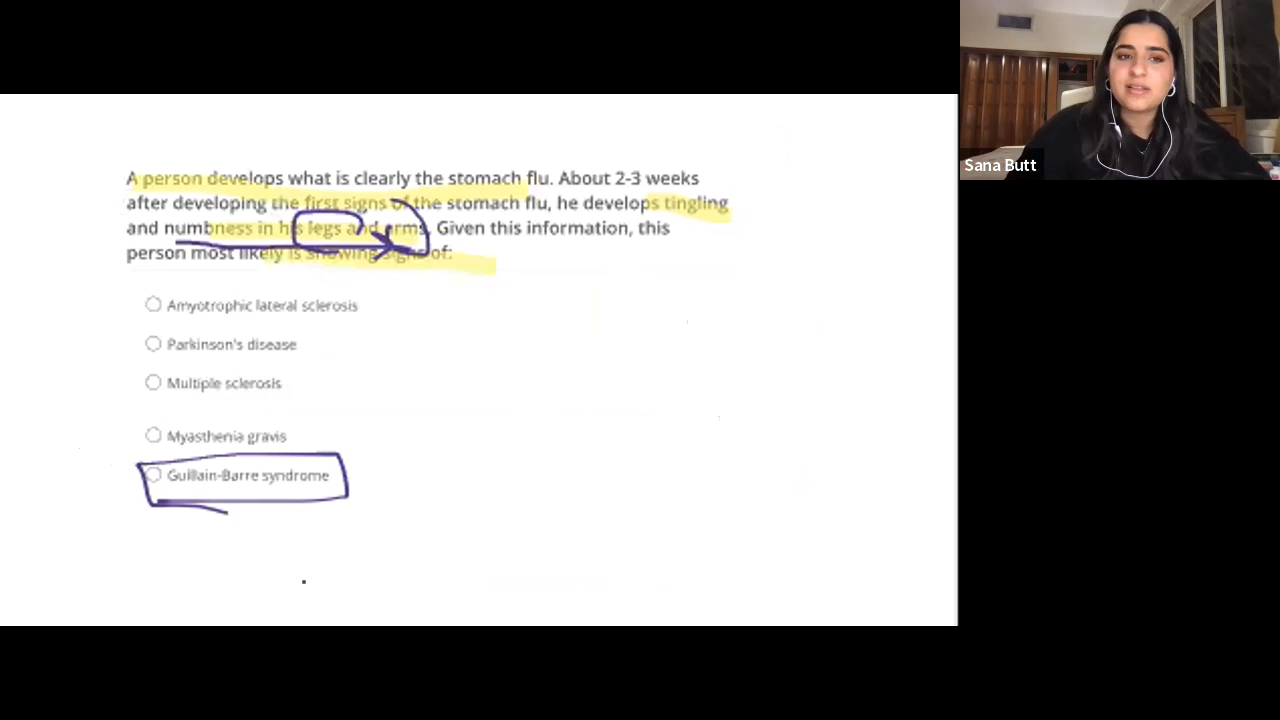 A person develops what is clearly the stomach flu. About 2-3 weeks
after developing the first signs of the stomach flu, he develops tingling
and numbness in his legs and arms. Given this information, this
person most likely is showing signs of:
Amyotrophic lateral sclerosis
Parkinson's disease
Multiple sclerosis
Myasthenia gravis
Guillain-Barre syndrome
Sana Butt